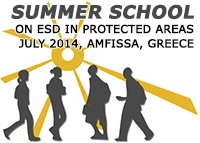 SUMMER SCHOOL
ON ESD IN PROTECTED AREAS
JULY 2014, AMFISSA, GREECE